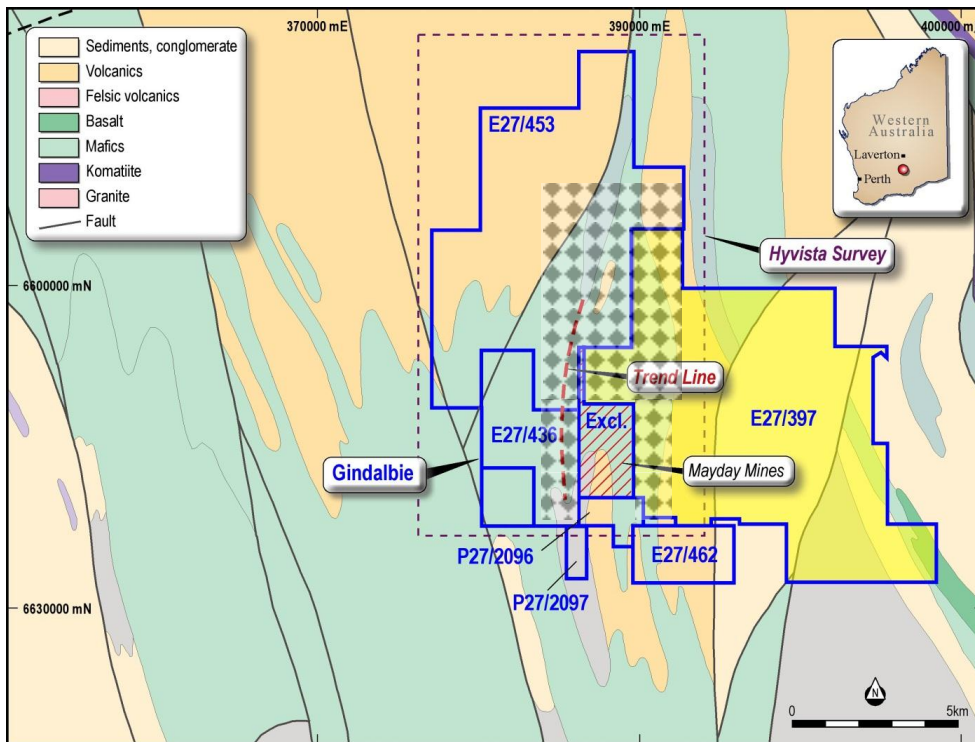 370000 mE
390000 mE
400000 m
Sediments, conglomerate
Volcanics
Felsic volcanics
Basalt
Mafics
Komatiite
Granite
Fault
E27/453
Western
Australia
Laverton
Perth
Hyvista Survey
6600000 mN
Trend Line
E27/436
Excl.
E27/397
Gindalbie
Mayday Mines
P27/2096
E27/462
P27/2097
6630000 mN
N
0
5km